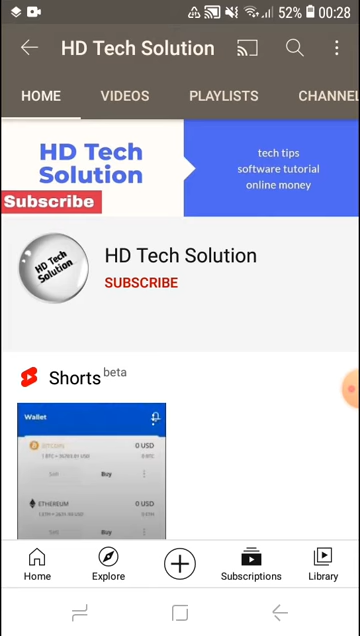 52% 00:28
HD Tech Solution
HOME VIDEOS PLAYLISTS CHANNEL
HD Tech
Solution
Subscribe
tech tips
software tutorial
online money
HD Tech
Solution
HD Tech Solution
SUBSCRIBE
Shorts beta
Wallet
BITCOIN 0 USD
Buy
ETHEREUM 0 USD
Buy
Home Explore Subscriptions Library